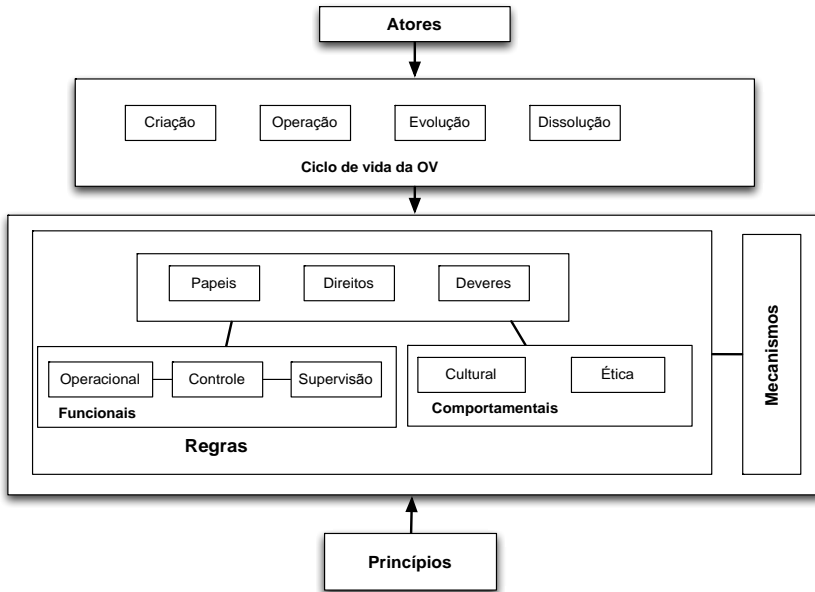 Atores
Criação
Operação
Evolução
Dissolução
Ciclo de vida da OV
Papeis
Direitos
Deveres
Operacional
Controle
Supervisão
Funcionais
Cultural
Ética
Comportamentais
Regras
Mecanismos
Princípios